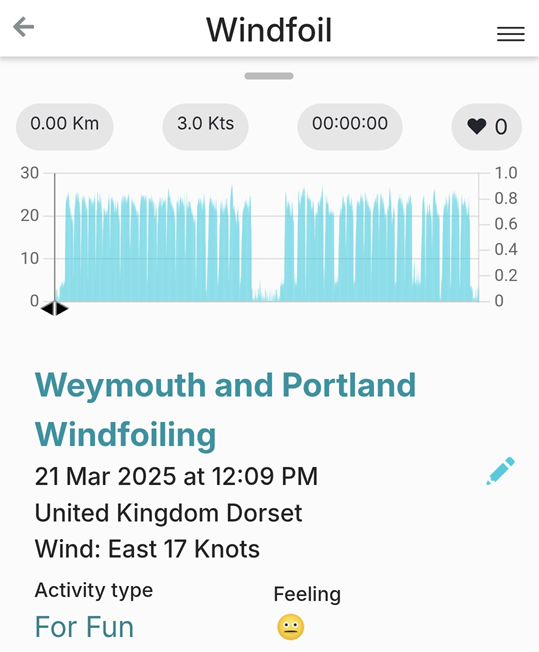 Windfoil
0.00 Km
3.0 Kts
00:00:00
0
30
1.0
0.8
20
0.6
0.4
10
0.2
0
0
Weymouth and Portland
Windfoiling
21 Mar 2025 at 12:09 PM
United Kingdom Dorset
Wind: East 17 Knots
Activity type
Feeling
For Fun